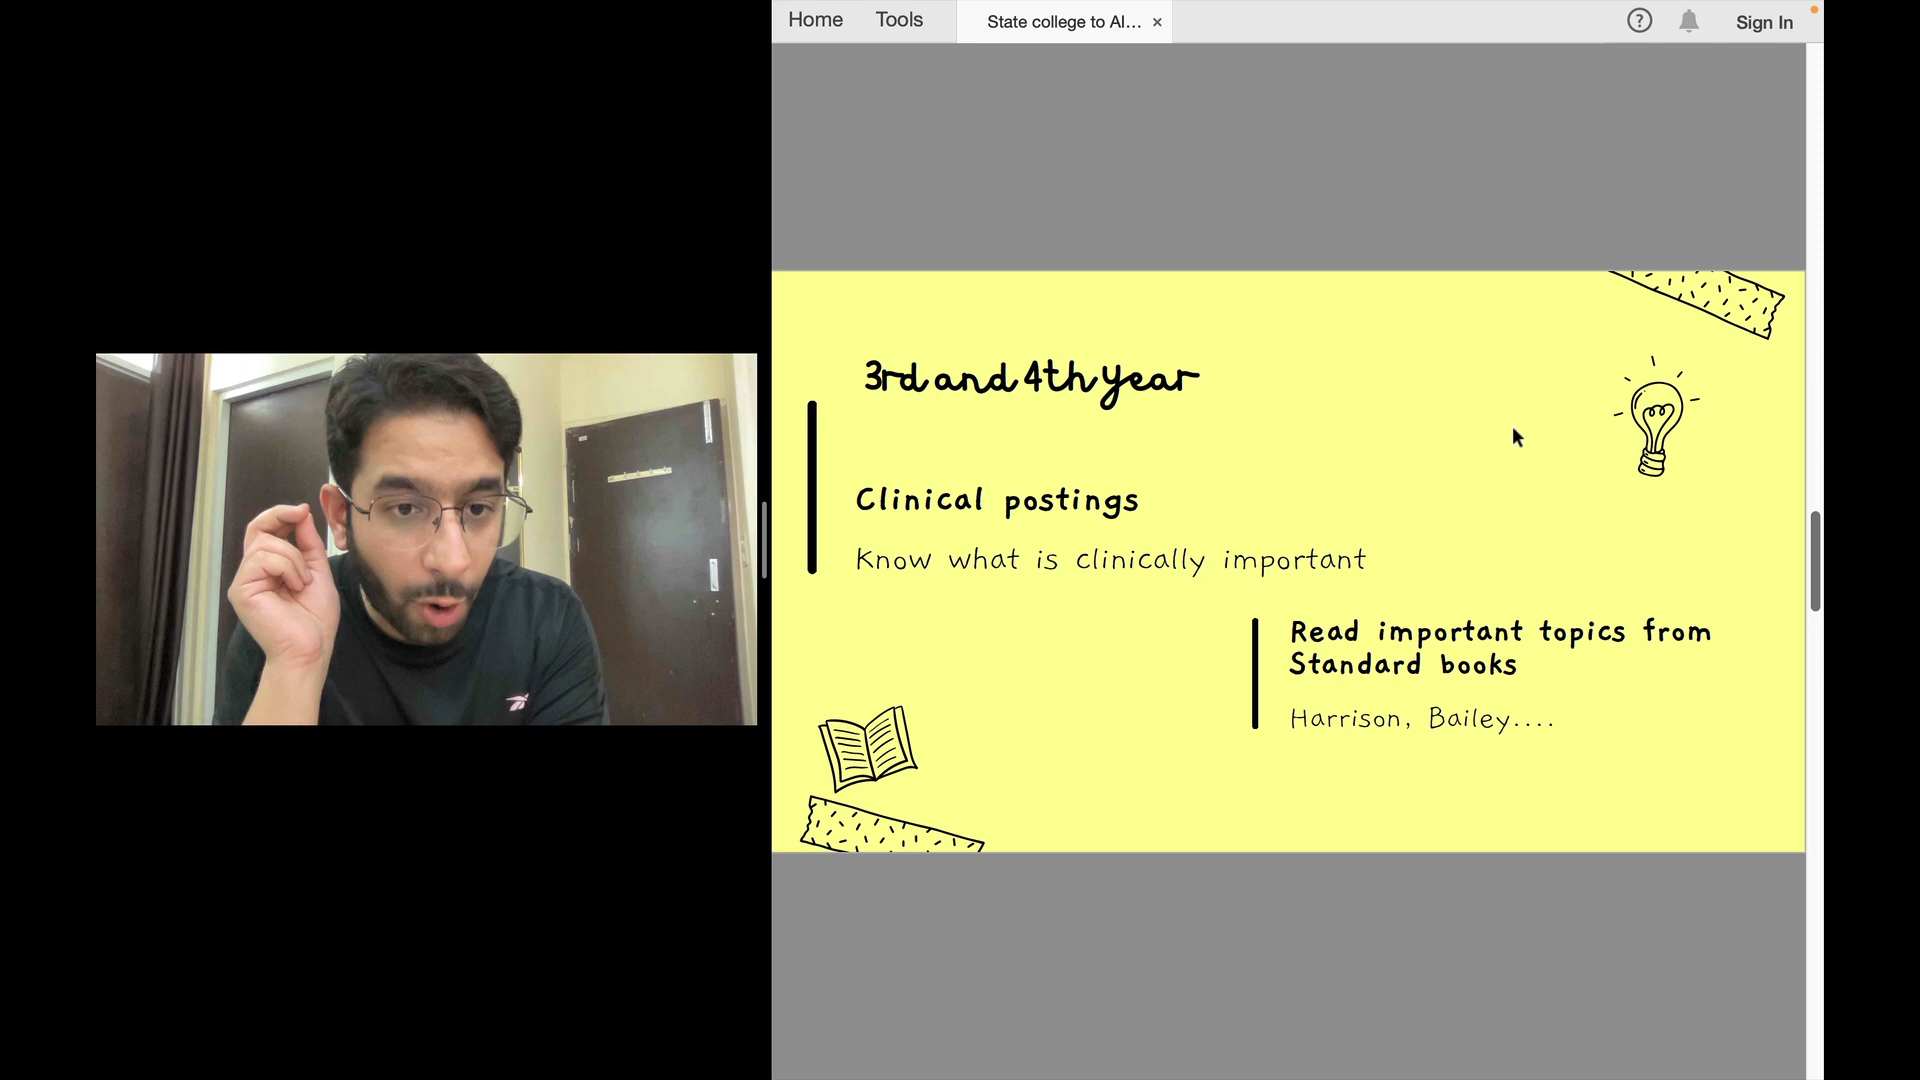 Home Tools State college to Al... × ? Sign In
3rd and 4th year
Clinical postings
Know what is clinically important
Read important topics from
Standard books
Harrison, Bailey....